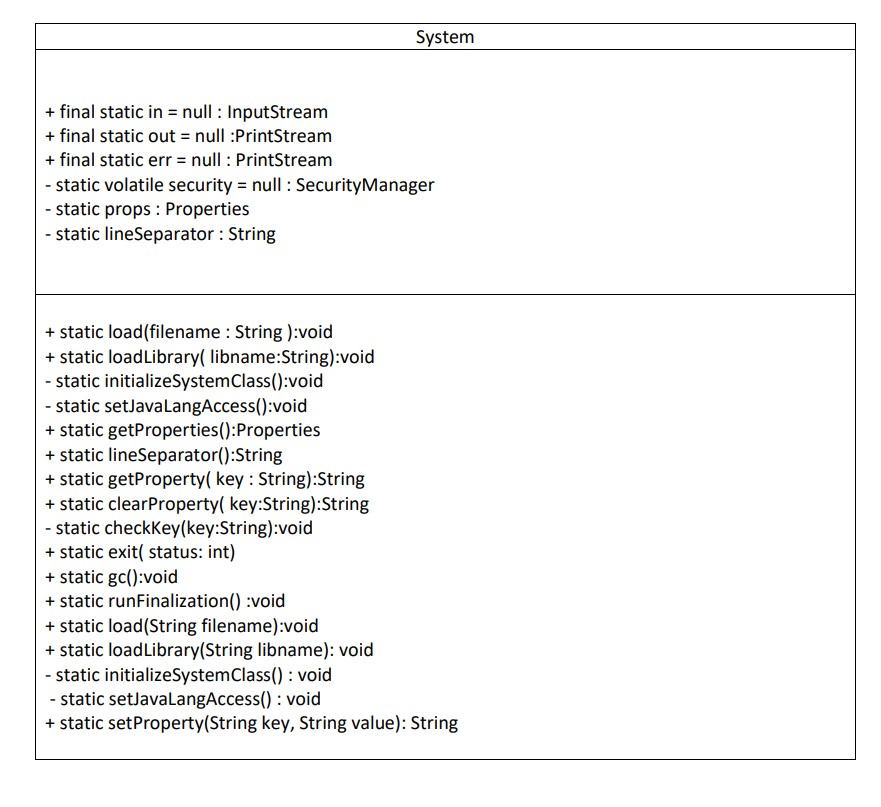 System
+ final static in = null : InputStream
+ final static out = null :PrintStream
+ final static err = null : PrintStream
- static volatile security = null : SecurityManager
- static props : Properties
- static lineSeparator : String
+ static load(filename : String ):void
+ static loadLibrary( libname:String):void
- static initializeSystemClass():void
- static setJavaLangAccess():void
+ static getProperties():Properties
+ static lineSeparator():String
+ static getProperty( key : String):String
+ static clearProperty( key:String):String
- static checkKey(key:String):void
+ static exit( status: int)
+ static gc():void
+ static runFinalization() :void
+ static load(String filename):void
+ static loadLibrary(String libname): void
- static initializeSystemClass() : void
- static setJavaLangAccess() : void
+ static setProperty(String key, String value): String